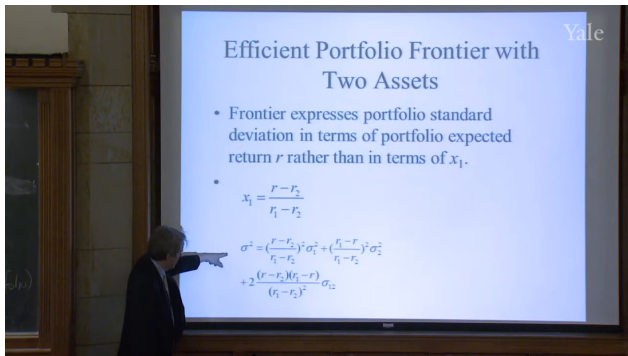 Yale
Efficient Portfolio Frontier with
Two Assets
• Frontier expresses portfolio standard
deviation in terms of portfolio expected
return r rather than in terms of x₁.
•
x₁ = (r − r₂)/(r₁ − r₂)
σ² = ((r − r₂)/(r₁ − r₂))²σ₁² + ((r₁ − r)/(r₁ − r₂))²σ₂²
+ 2 (r − r₂)(r₁ − r)/(r₁ − r₂)² σ₁₂